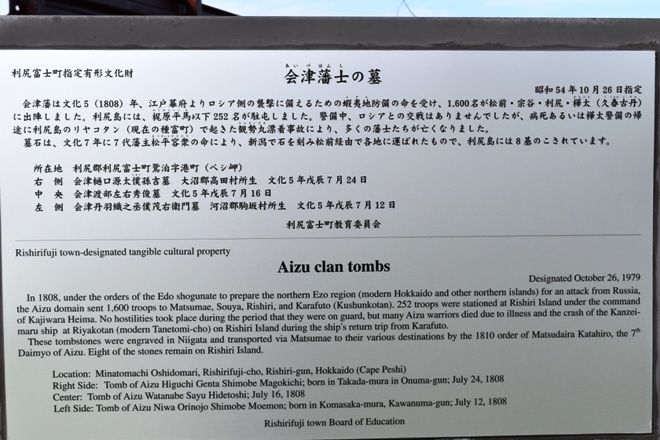 利尻富士町指定有形文化財
あいづはんし
会津藩士の墓
昭和54年10月26日指定
会津藩は文化5(1808)年、江戸幕府よりロシア側の襲撃に備えるための蝦夷地防備の命を受け、1,600名が松前・宗谷・利尻・樺太(久春古丹)
に出陣しました。利尻島には、梶原平馬以下252名が駐屯しました。警備中、ロシアとの交戦はありませんでしたが、病死あるいは樺太警備の帰
途に利尻島のリヤコタン(現在の種富町)で起きた観勢丸漂着事故により、多くの藩士たちが亡くなりました。
墓石は、文化7年に7代藩主松平容衆の命により、新潟で石を刻み松前経由で各地に運ばれたもので、利尻島には8基のこされています。
所在地 利尻郡利尻富士町鴛泊字港町(ペシ岬)
右側 会津樋口源太僕孫吉墓 大沼郡高田村所生 文化5年戊辰7月24日
中央 会津渡部左右秀俊墓 文化5年戊辰7月16日
左側 会津丹羽織之丞僕茂右衛門墓 河沼郡駒坂村所生 文化5年戊辰7月12日
利尻富士町教育委員会
Rishirifuji town-designated tangible cultural property
Aizu clan tombs
Designated October 26, 1979
In 1808, under the orders of the Edo shogunate to prepare the northern Ezo region (modern Hokkaido and other northern islands) for an attack from Russia,
the Aizu domain sent 1,600 troops to Matsumae, Souya, Rishiri, and Karafuto (Kushunkotan). 252 troops were stationed at Rishiri Island under the command
of Kajiwara Heima. No hostilities took place during the period that they were on guard, but many Aizu warriors died due to illness and the crash of the Kanzei-
maru ship at Riyakotan (modern Tanetomi-cho) on Rishiri Island during the ship's return trip from Karafuto.
These tombstones were engraved in Niigata and transported via Matsumae to their various destinations by the 1810 order of Matsudaira Katahiro, the 7th
Daimyo of Aizu. Eight of the stones remain on Rishiri Island.
Location: Minatomachi Oshidomari, Rishirifuji-cho, Rishiri-gun, Hokkaido (Cape Peshi)
Right Side: Tomb of Aizu Higuchi Genta Shimobe Magokichi; born in Takada-mura in Onuma-gun; July 24, 1808
Center: Tomb of Aizu Watanabe Sayu Hidetoshi; July 16, 1808
Left Side: Tomb of Aizu Niwa Orinojo Shimobe Moemon; born in Komasaka-mura, Kawanuma-gun; July 12, 1808
Rishirifuji town Board of Education